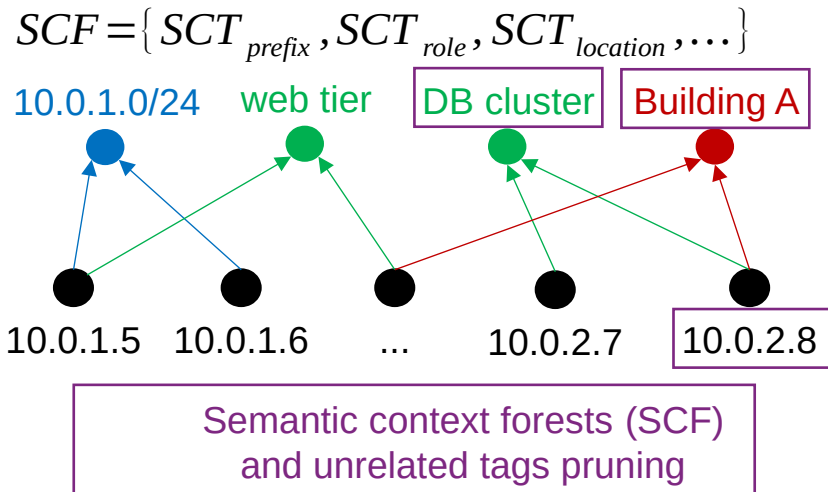 SCF={SCT_prefix, SCT_role, SCT_location, …}
10.0.1.0/24 web tier DB cluster Building A
10.0.1.5 10.0.1.6 ... 10.0.2.7 10.0.2.8
Semantic context forests (SCF)
and unrelated tags pruning